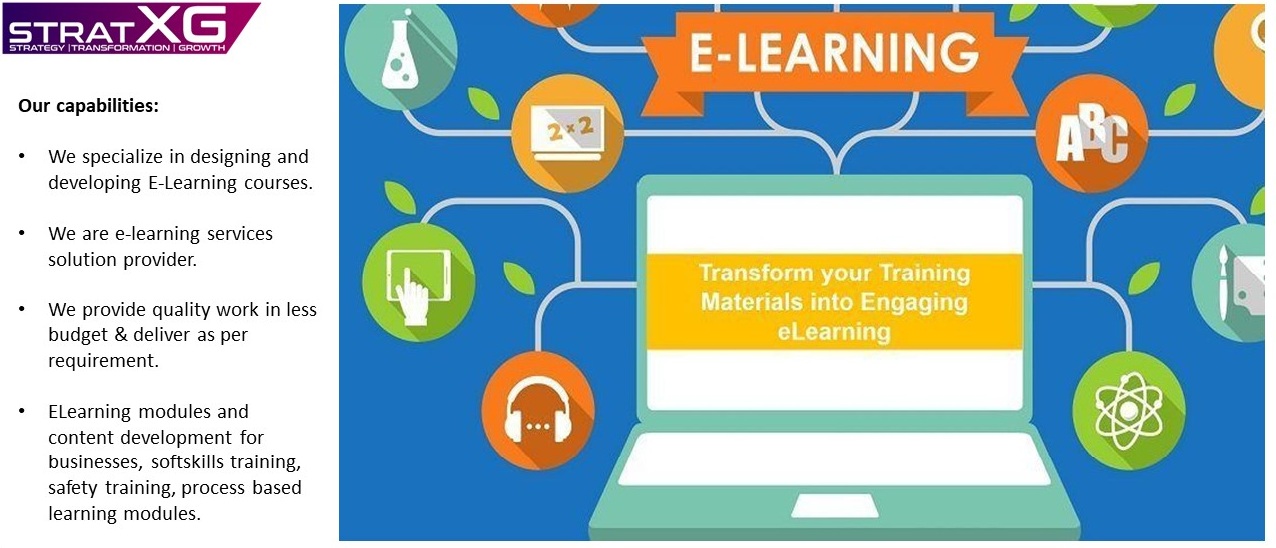 STRATXG
STRATEGY | TRANSFORMATION | GROWTH
Our capabilities:
• We specialize in designing and
developing E-Learning courses.
• We are e-learning services
solution provider.
• We provide quality work in less
budget & deliver as per
requirement.
• ELearning modules and
content development for
businesses, softskills training,
safety training, process based
learning modules.
E-LEARNING
2×2
ABC
Transform your Training
Materials into Engaging
eLearning